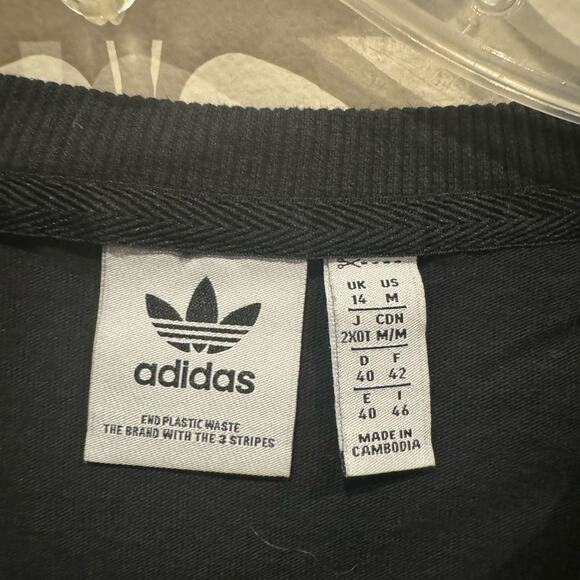 adidas
END PLASTIC WASTE
THE BRAND WITH THE 3 STRIPES
UK US
14 M
J CDN
2XOT M/M
D F
40 42
E I
40 46
MADE IN
CAMBODIA